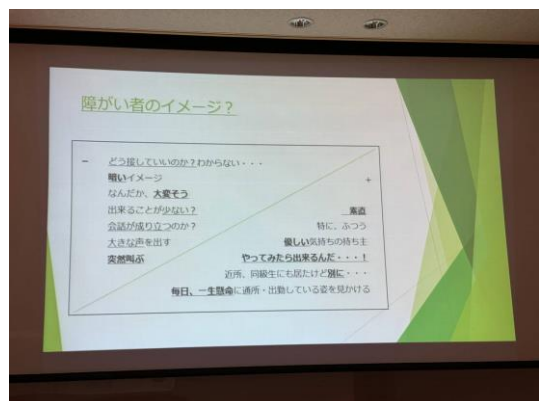 障がい者のイメージ？
－ どう接していいのか？わからない・・・
暗いイメージ
なんだか、大変そう
出来ることが少ない？
会話が成り立つのか？
大きな声を出す
突然叫ぶ
＋
素直
特に、ふつう
優しい気持ちの持ち主
やってみたら出来るんだ・・・！
近所、同級生にも居たけど別に・・・
毎日、一生懸命に通所・出勤している姿を見かける